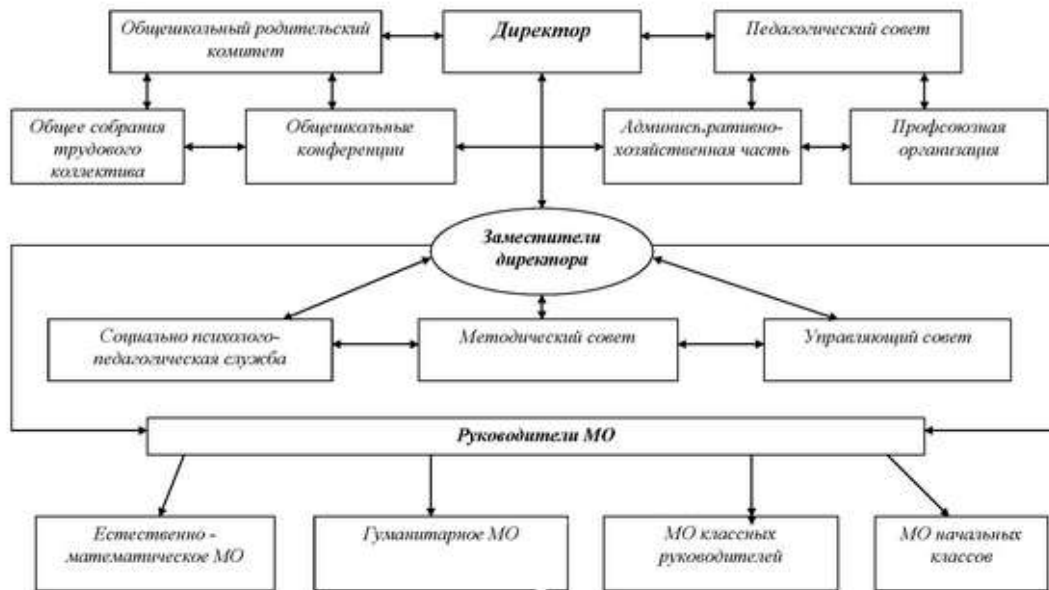 Общешкольный родительский
комитет
Директор
Педагогический совет
Общее собрания
трудового
коллектива
Общешкольные
конференции
Админис.ративно-
хозяйственная часть
Профсоюзная
организация
Заместители
директора
Социально психолого-
педагогическая служба
Методический совет
Управляющий совет
Руководители МО
Естественно -
математическое МО
Гуманитарное МО
МО классных
руководителей
МО начальных
классов